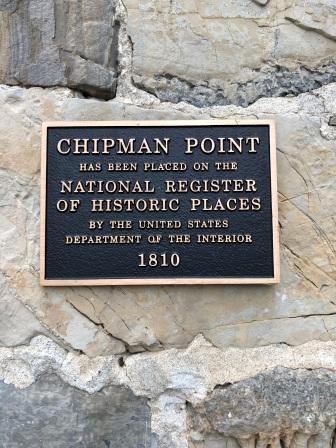 CHIPMAN POINT
HAS BEEN PLACED ON THE
NATIONAL REGISTER
OF HISTORIC PLACES
BY THE UNITED STATES
DEPARTMENT OF THE INTERIOR
1810